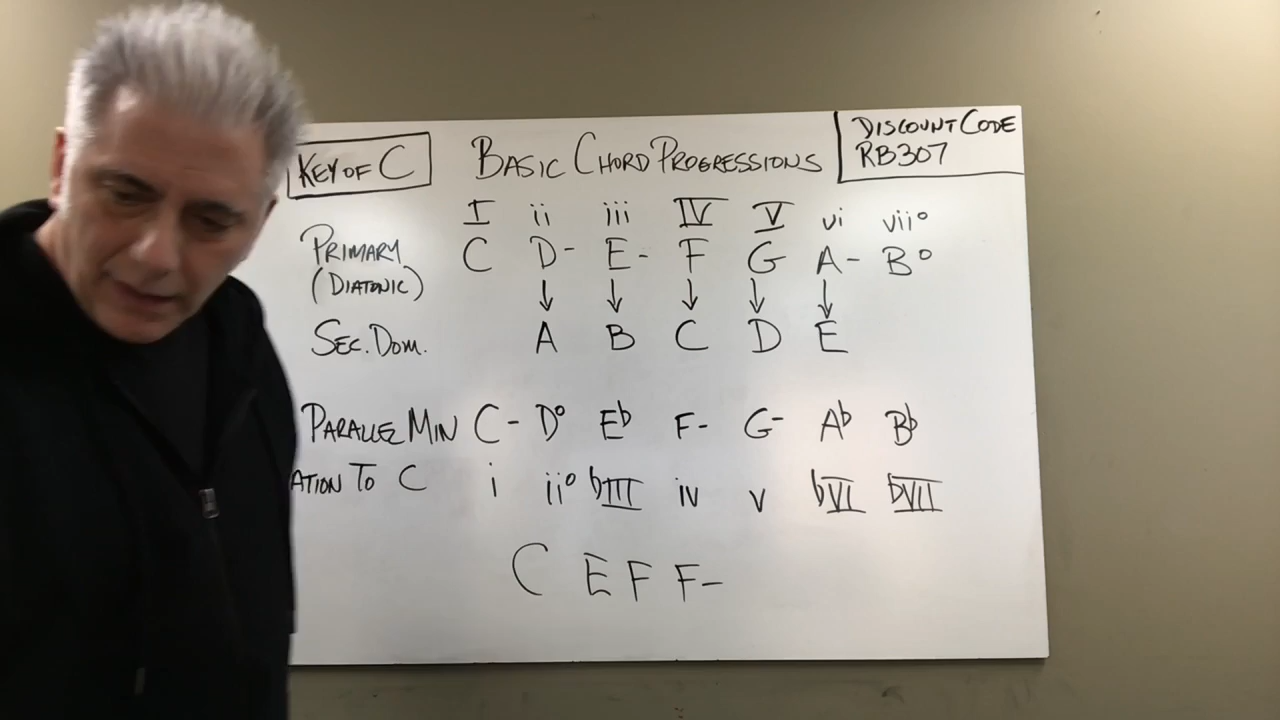 KEY OF C
BASIC CHORD PROGRESSIONS
DISCOUNT CODE
RB307
I ii iii IV V vi vii°
PRIMARY C D- E- F G A- B°
(DIATONIC)
↓ ↓ ↓ ↓ ↓
SEC. DOM. A B C D E
PARALLEL MIN C- D° E♭ F- G- A♭ B♭
ATION TO C i ii° ♭III iv v ♭VI ♭VII
C E F F-